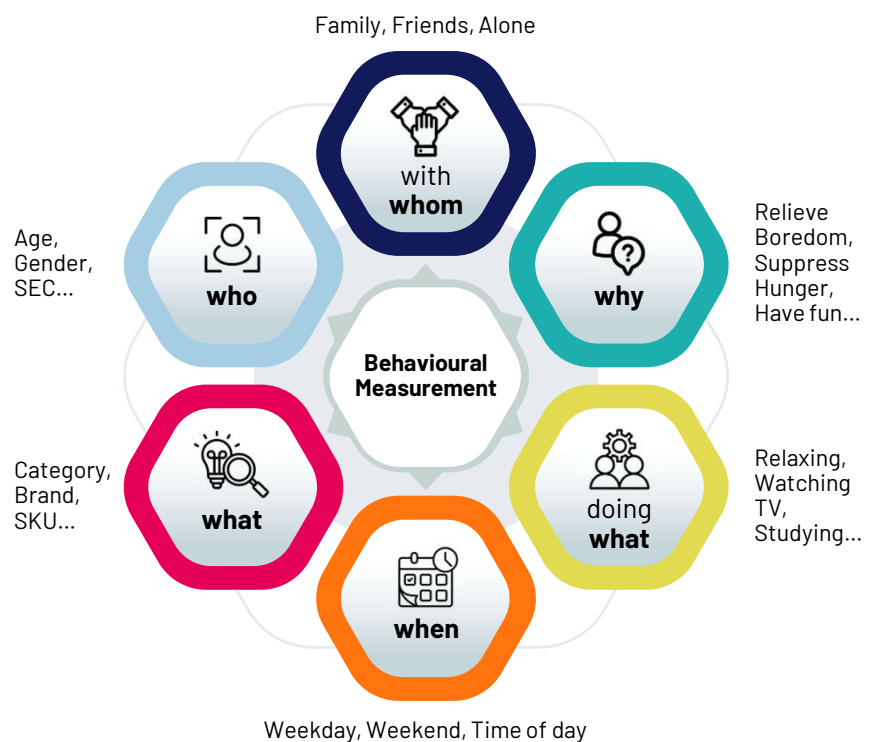 Family, Friends, Alone
with
whom
Age,
Gender,
SEC...
who
why
Relieve
Boredom,
Suppress
Hunger,
Have fun...
Behavioural
Measurement
Category,
Brand,
SKU...
what
doing
what
Relaxing,
Watching
TV,
Studying...
when
Weekday, Weekend, Time of day
?